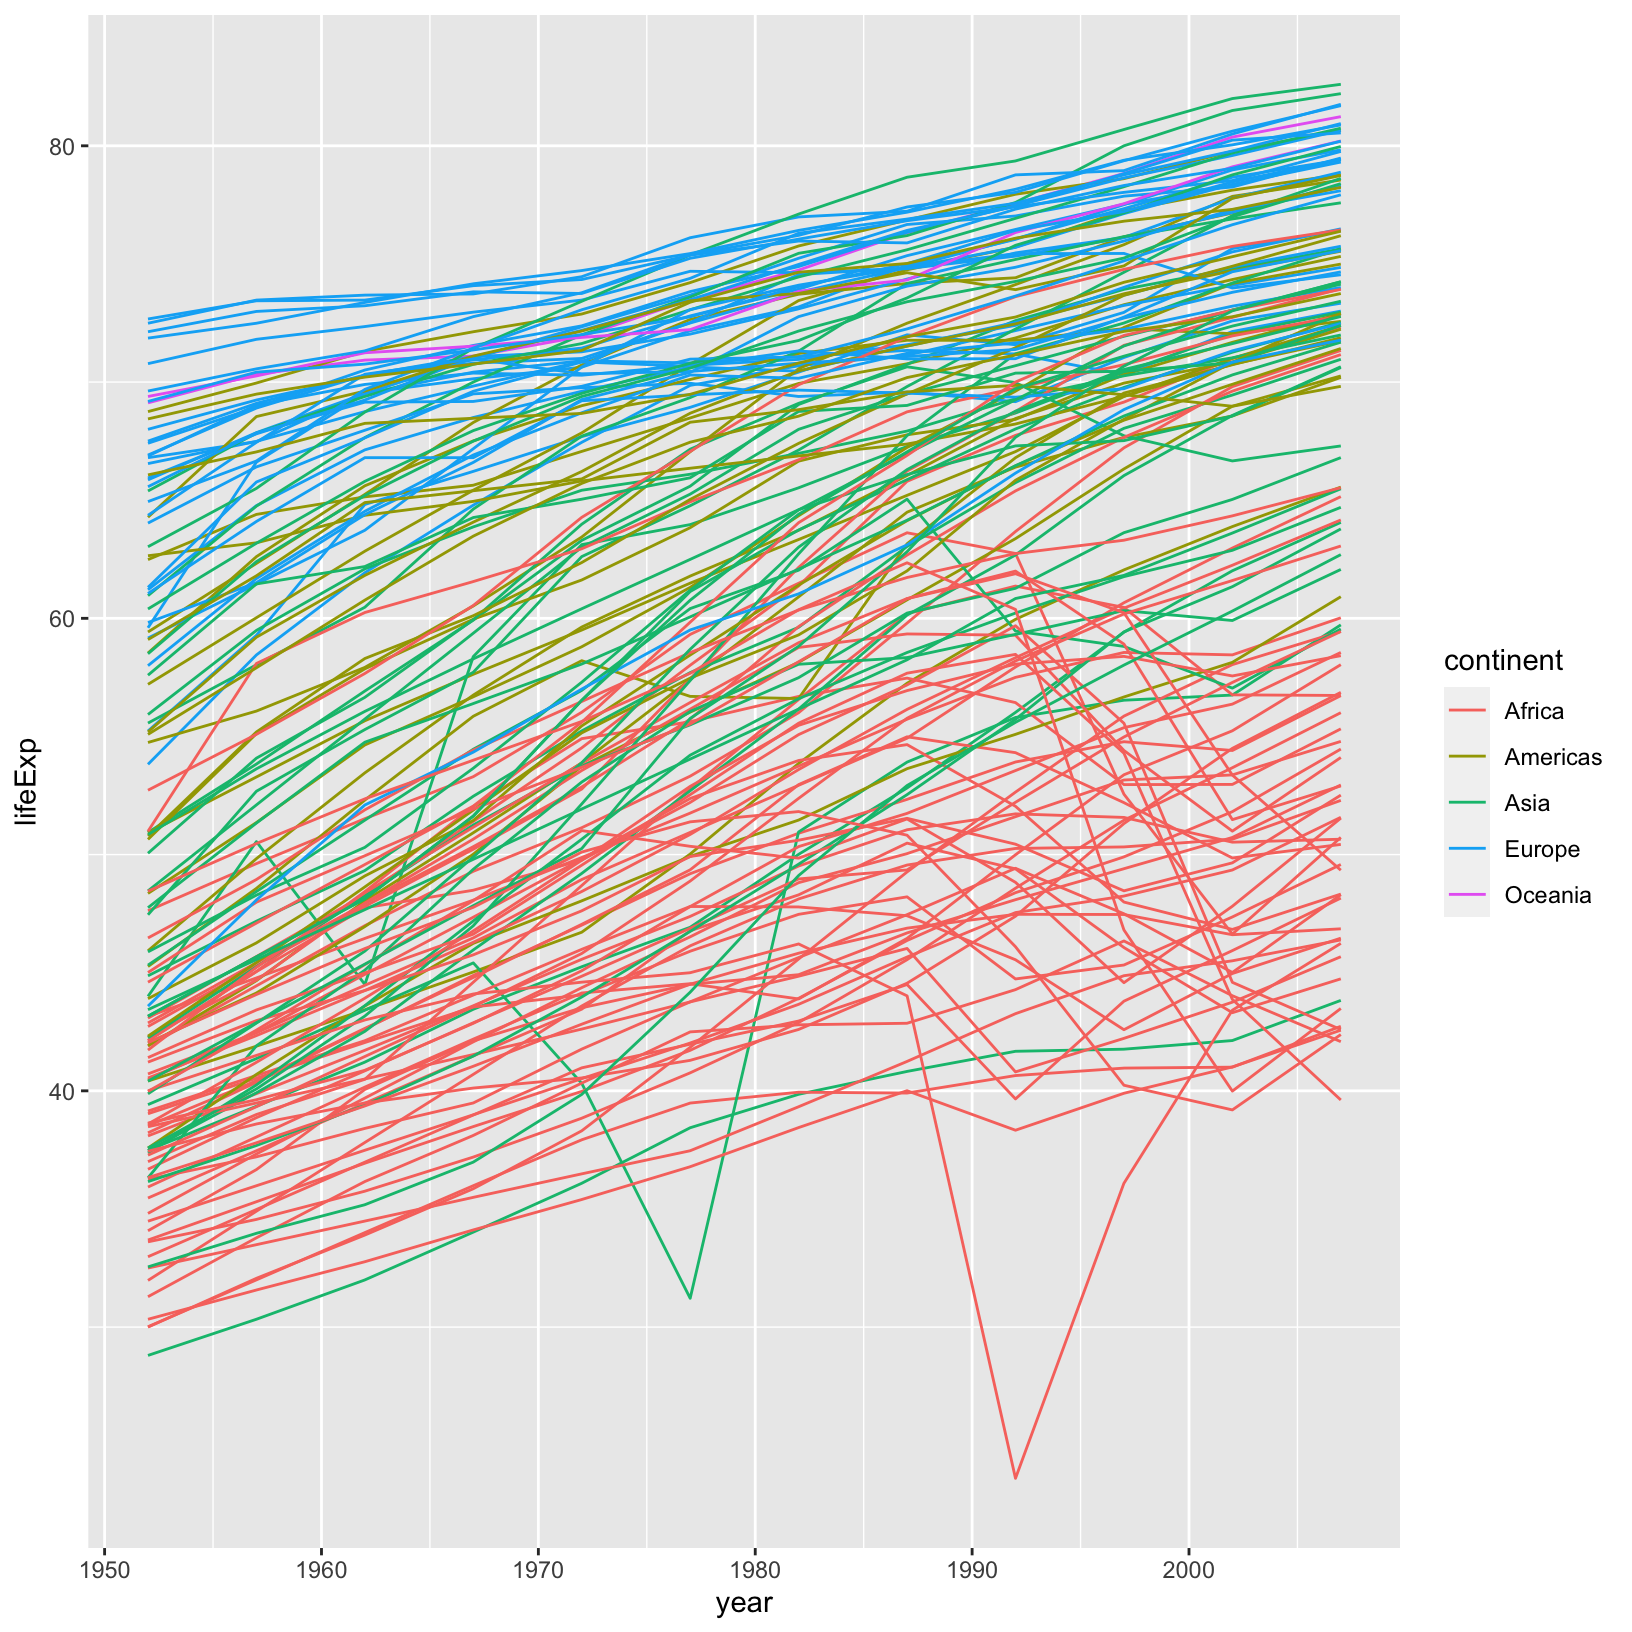 80
60
40
lifeExp
1950 1960 1970 1980 1990 2000
year
continent
Africa
Americas
Asia
Europe
Oceania